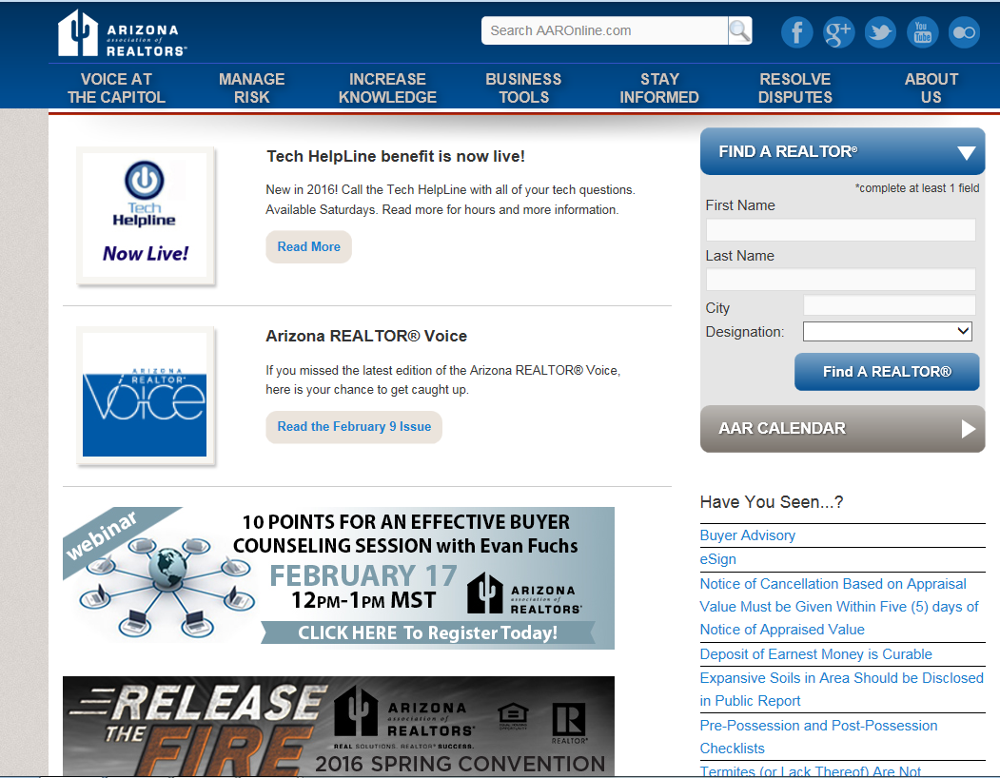 ARIZONA
association of
REALTORS®
Search AAROnline.com
f
g+
You
Tube
VOICE AT
THE CAPITOL
MANAGE
RISK
INCREASE
KNOWLEDGE
BUSINESS
TOOLS
STAY
INFORMED
RESOLVE
DISPUTES
ABOUT
US
Tech
Helpline
Now Live!
Tech HelpLine benefit is now live!
New in 2016! Call the Tech HelpLine with all of your tech questions.
Available Saturdays. Read more for hours and more information.
Read More
ARIZONA
REALTOR®
VOICE
Arizona REALTOR® Voice
If you missed the latest edition of the Arizona REALTOR® Voice,
here is your chance to get caught up.
Read the February 9 Issue
webinar
10 POINTS FOR AN EFFECTIVE BUYER
COUNSELING SESSION with Evan Fuchs
FEBRUARY 17
12PM-1PM MST
ARIZONA
association of
REALTORS®
CLICK HERE To Register Today!
RELEASE
THE
FIRE
ARIZONA
association of
REALTORS®
REAL SOLUTIONS. REALTOR® SUCCESS.
EQUAL HOUSING
OPPORTUNITY
R
REALTOR®
2016 SPRING CONVENTION
FIND A REALTOR®
*complete at least 1 field
First Name
Last Name
City
Designation:
Find A REALTOR®
AAR CALENDAR
Have You Seen...?
Buyer Advisory
eSign
Notice of Cancellation Based on Appraisal
Value Must be Given Within Five (5) days of
Notice of Appraised Value
Deposit of Earnest Money is Curable
Expansive Soils in Area Should be Disclosed
in Public Report
Pre-Possession and Post-Possession
Checklists
Termites (or Lack Thereof) Are Not